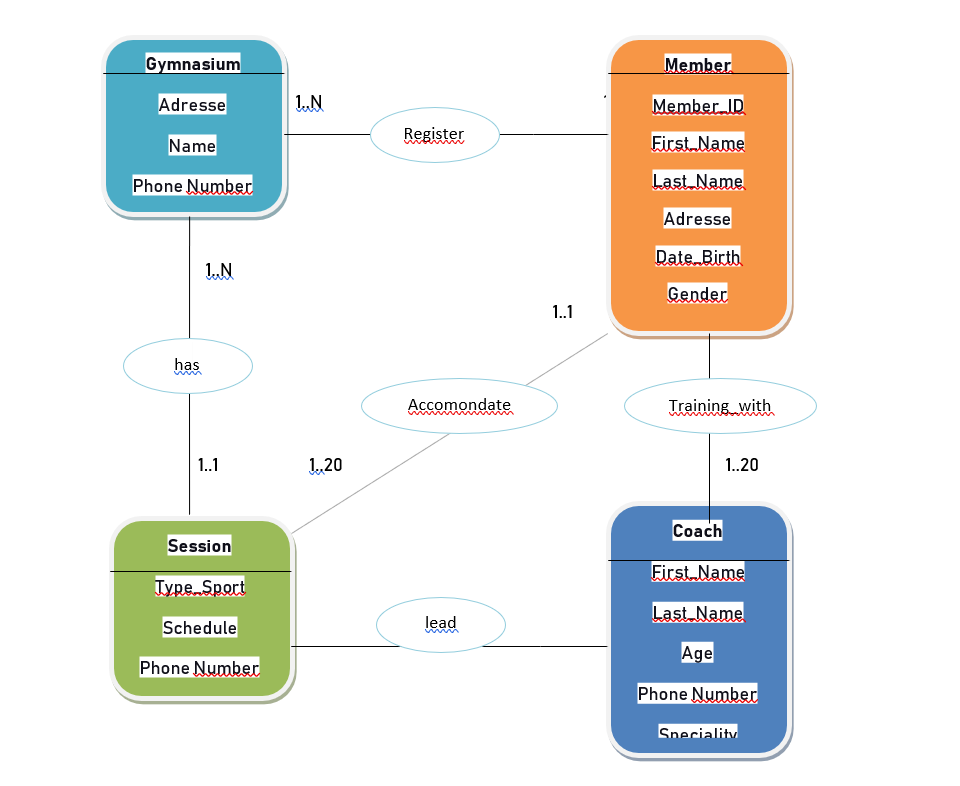 Gymnasium
Adresse
Name
Phone Number
1..N
Register
Member
Member_ID
First_Name
Last_Name
Adresse
Date_Birth
Gender
1..N
has
1..1
1..1
Accomondate
1..20
Training_with
1..20
Session
Type_Sport
Schedule
Phone Number
lead
Coach
First_Name
Last_Name
Age
Phone Number
Speciality